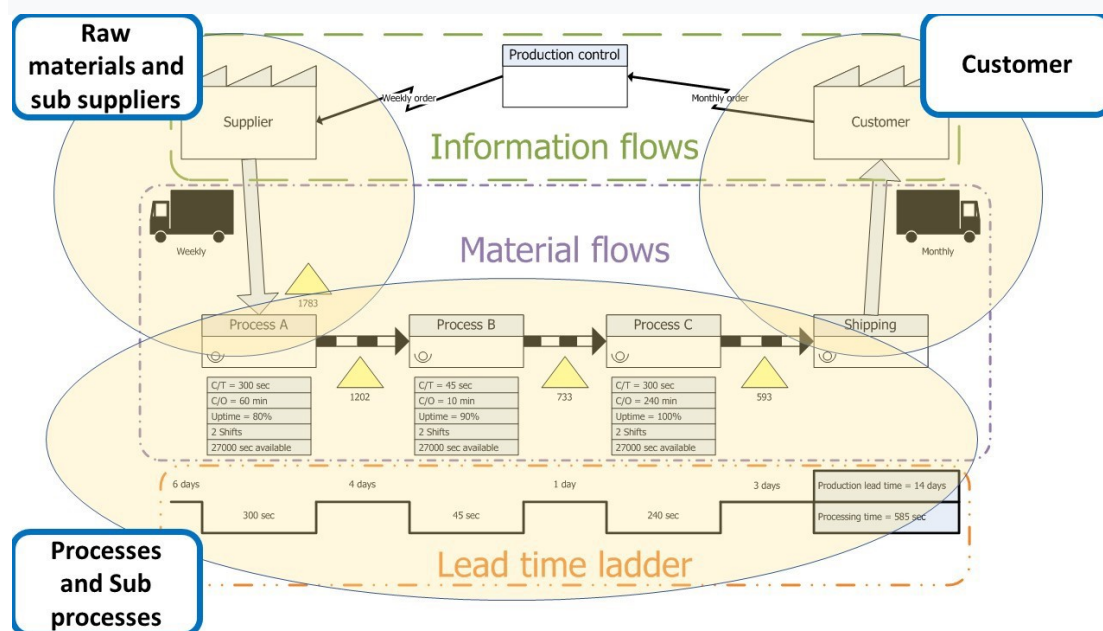 Raw
materials and
sub suppliers
Production control
Customer
Weekly order
Monthly order
Supplier
Customer
Information flows
Weekly
Material flows
Monthly
1783
Process A
Process B
Process C
Shipping
1202
733
593
C/T = 300 sec
C/O = 60 min
Uptime = 80%
2 Shifts
27000 sec available
C/T = 45 sec
C/O = 10 min
Uptime = 90%
2 Shifts
27000 sec available
C/T = 300 sec
C/O = 240 min
Uptime = 100%
2 Shifts
27000 sec available
6 days
4 days
1 day
3 days
Production lead time = 14 days
300 sec
45 sec
240 sec
Processing time = 585 sec
Lead time ladder
Processes
and Sub
processes